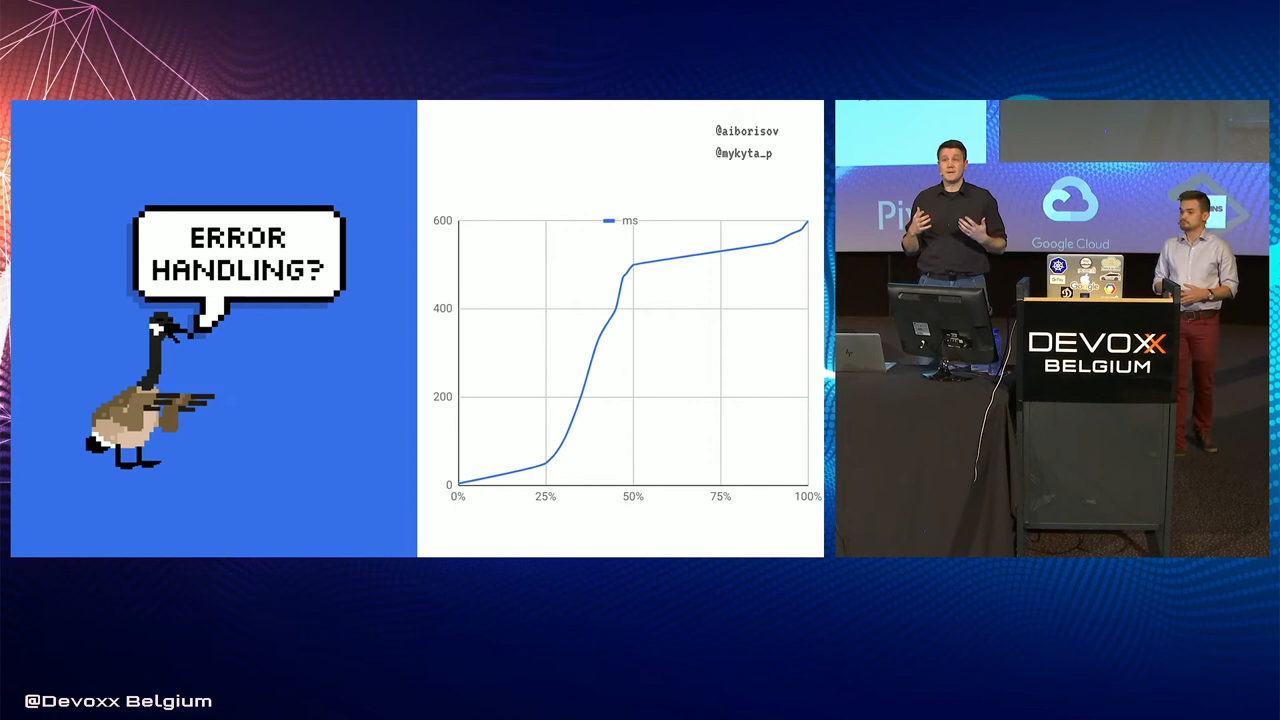 ERROR
HANDLING?
@aiborisov
@mykyta_p
ms
600
400
200
0
0%
25%
50%
75%
100%
Google Cloud
Google
DEVOXX
BELGIUM
@Devoxx Belgium